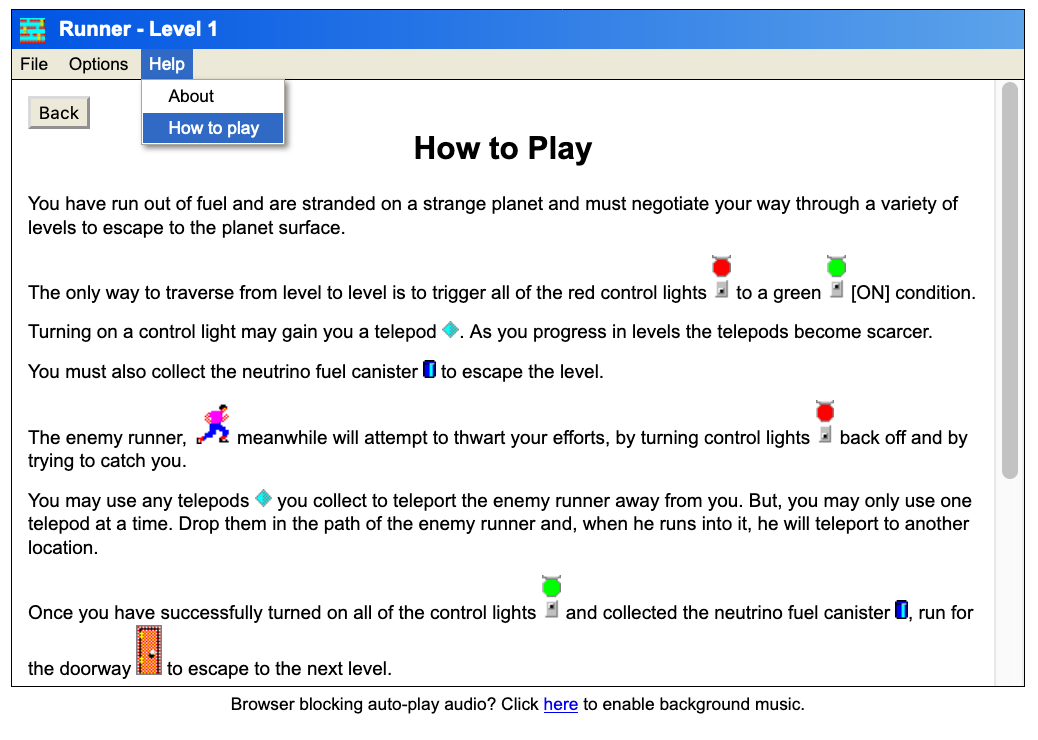 Runner - Level 1
File Options Help
About
How to play
Back
How to Play
You have run out of fuel and are stranded on a strange planet and must negotiate your way through a variety of
levels to escape to the planet surface.
The only way to traverse from level to level is to trigger all of the red control lights to a green [ON] condition.
Turning on a control light may gain you a telepod . As you progress in levels the telepods become scarcer.
You must also collect the neutrino fuel canister to escape the level.
The enemy runner, meanwhile will attempt to thwart your efforts, by turning control lights back off and by
trying to catch you.
You may use any telepods you collect to teleport the enemy runner away from you. But, you may only use one
telepod at a time. Drop them in the path of the enemy runner and, when he runs into it, he will teleport to another
location.
Once you have successfully turned on all of the control lights and collected the neutrino fuel canister , run for
the doorway to escape to the next level.
Browser blocking auto-play audio? Click here to enable background music.